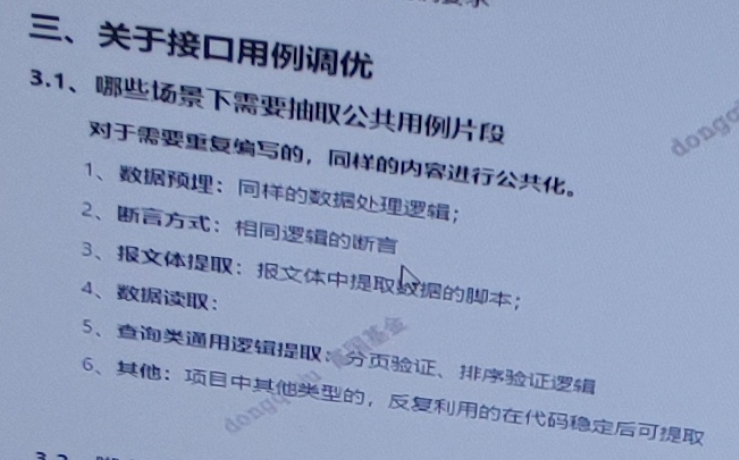 三、关于接口用例调优
3.1、哪些场景下需要抽取公共用例片段
对于需要重复编写的，同样的内容进行公共化。
1、数据预埋：同样的数据处理逻辑；
2、断言方式：相同逻辑的断言
3、报文体提取：报文体中提取数据的脚本；
4、数据读取：
5、查询类通用逻辑提取：分页验证、排序验证逻辑
6、其他：项目中其他类型的，反复利用的在代码稳定后可提取